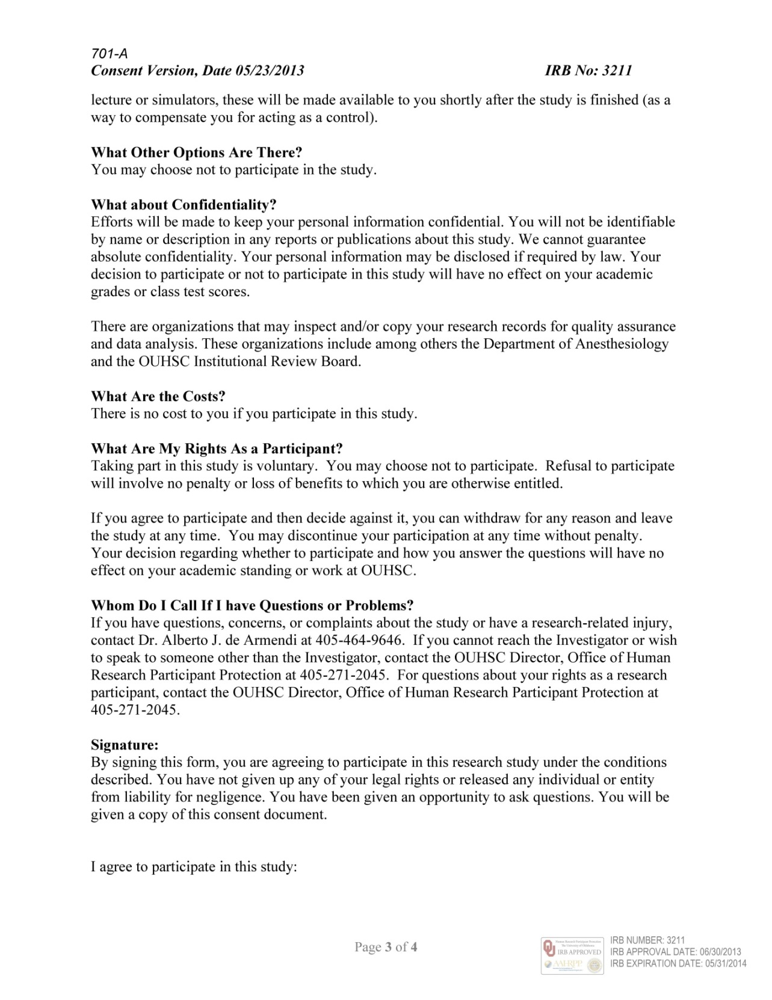 701-A
Consent Version, Date 05/23/2013 IRB No: 3211
lecture or simulators, these will be made available to you shortly after the study is finished (as a
way to compensate you for acting as a control).
What Other Options Are There?
You may choose not to participate in the study.
What about Confidentiality?
Efforts will be made to keep your personal information confidential. You will not be identifiable
by name or description in any reports or publications about this study. We cannot guarantee
absolute confidentiality. Your personal information may be disclosed if required by law. Your
decision to participate or not to participate in this study will have no effect on your academic
grades or class test scores.
There are organizations that may inspect and/or copy your research records for quality assurance
and data analysis. These organizations include among others the Department of Anesthesiology
and the OUHSC Institutional Review Board.
What Are the Costs?
There is no cost to you if you participate in this study.
What Are My Rights As a Participant?
Taking part in this study is voluntary.  You may choose not to participate.  Refusal to participate
will involve no penalty or loss of benefits to which you are otherwise entitled.
If you agree to participate and then decide against it, you can withdraw for any reason and leave
the study at any time.  You may discontinue your participation at any time without penalty.
Your decision regarding whether to participate and how you answer the questions will have no
effect on your academic standing or work at OUHSC.
Whom Do I Call If I have Questions or Problems?
If you have questions, concerns, or complaints about the study or have a research-related injury,
contact Dr. Alberto J. de Armendi at 405-464-9646.  If you cannot reach the Investigator or wish
to speak to someone other than the Investigator, contact the OUHSC Director, Office of Human
Research Participant Protection at 405-271-2045.  For questions about your rights as a research
participant, contact the OUHSC Director, Office of Human Research Participant Protection at
405-271-2045.
Signature:
By signing this form, you are agreeing to participate in this research study under the conditions
described. You have not given up any of your legal rights or released any individual or entity
from liability for negligence. You have been given an opportunity to ask questions. You will be
given a copy of this consent document.
I agree to participate in this study:
Page 3 of 4
Human Research Participant Protection
The University of Oklahoma
IRB APPROVED
AAHRPP
IRB NUMBER: 3211
IRB APPROVAL DATE: 06/30/2013
IRB EXPIRATION DATE: 05/31/2014